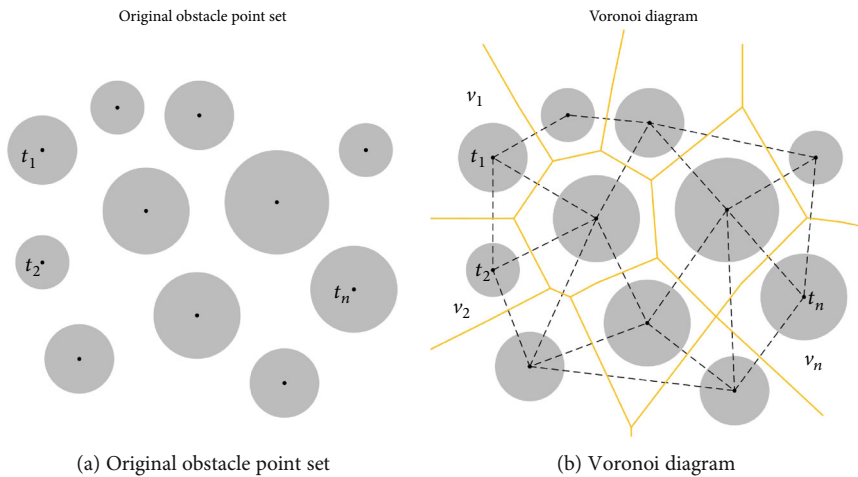 Original obstacle point set
Voronoi diagram
t1
t2
tn
v1
t1
t2
v2
tn
vn
(a) Original obstacle point set
(b) Voronoi diagram